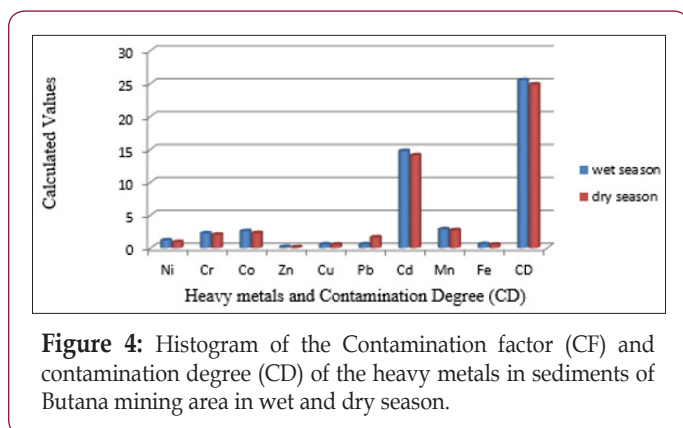 30
25
20
15
10
5
0
Calculated Values
Ni Cr Co Zn Cu Pb Cd Mn Fe CD
Heavy metals and Contamination Degree (CD)
wet season
dry season
Figure 4: Histogram of the Contamination factor (CF) and
contamination degree (CD) of the heavy metals in sediments of
Butana mining area in wet and dry season.